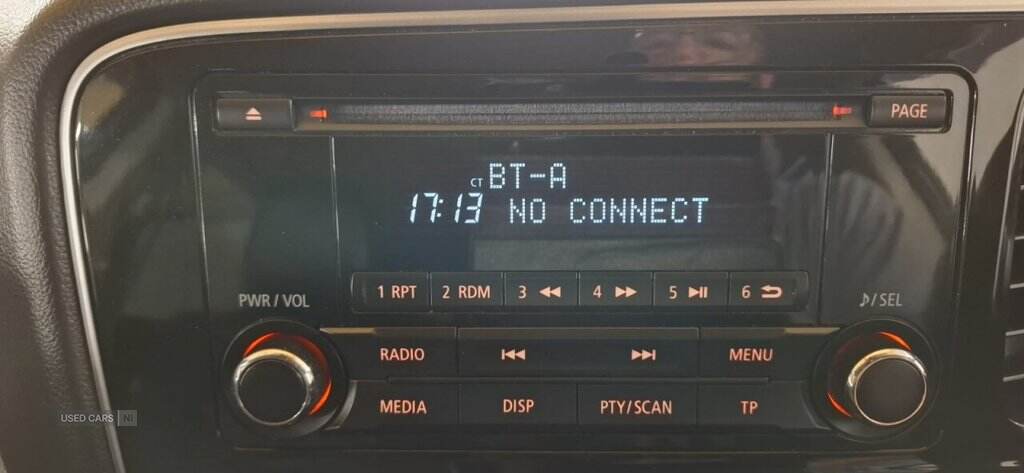 PAGE
CT BT-A
17:13 NO CONNECT
1 RPT 2 RDM 3 ◀◀ 4 ▶▶ 5 ▶II 6 ⮌
PWR/VOL ♪/SEL
RADIO I◀◀ ▶▶I MENU
MEDIA DISP PTY/SCAN TP
USED CARS NI